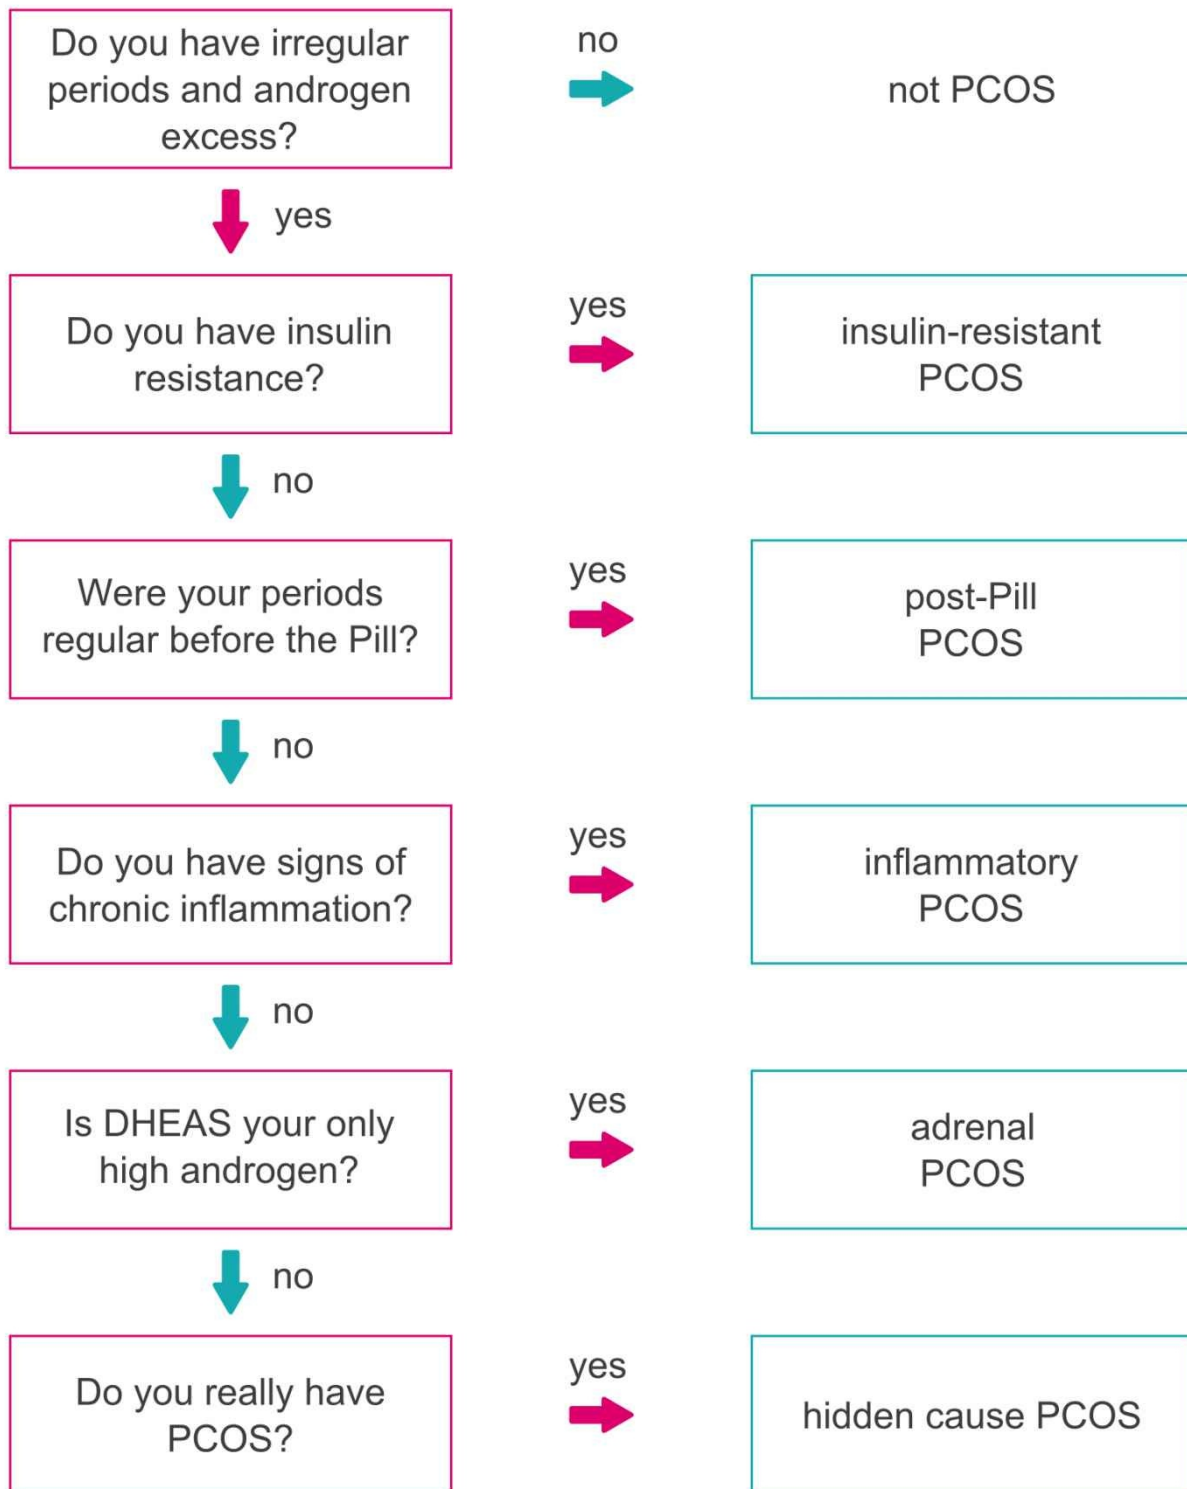 Do you have irregular
periods and androgen
excess?
no
not PCOS
yes
Do you have insulin
resistance?
yes
insulin-resistant
PCOS
no
Were your periods
regular before the Pill?
yes
post-Pill
PCOS
no
Do you have signs of
chronic inflammation?
yes
inflammatory
PCOS
no
Is DHEAS your only
high androgen?
yes
adrenal
PCOS
no
Do you really have
PCOS?
yes
hidden cause PCOS